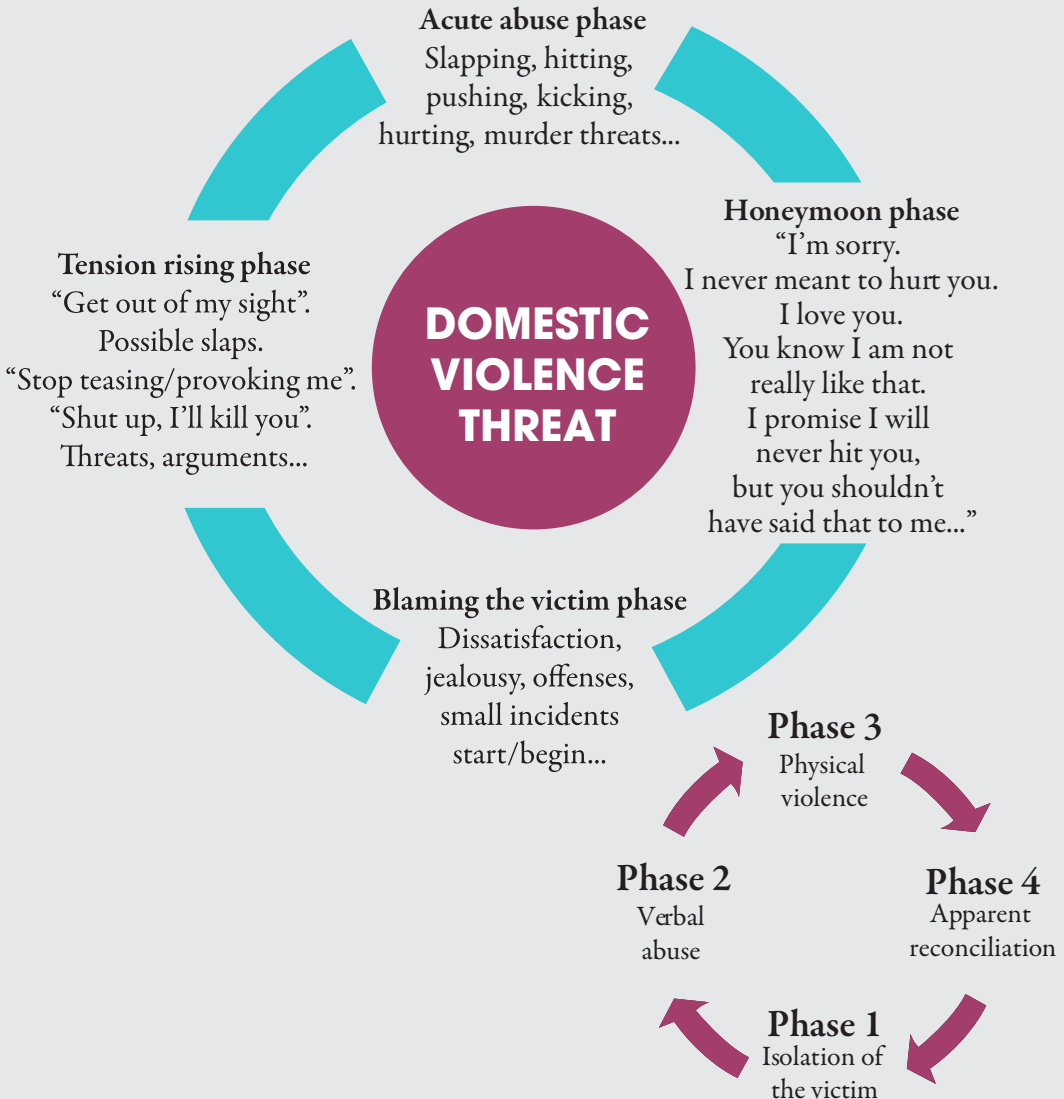 Acute abuse phase
Slapping, hitting,
pushing, kicking,
hurting, murder threats...
Honeymoon phase
“I’m sorry.
I never meant to hurt you.
I love you.
You know I am not
really like that.
I promise I will
never hit you,
but you shouldn’t
have said that to me...”
Tension rising phase
“Get out of my sight”.
Possible slaps.
“Stop teasing/provoking me”.
“Shut up, I’ll kill you”.
Threats, arguments...
DOMESTIC
VIOLENCE
THREAT
Blaming the victim phase
Dissatisfaction,
jealousy, offenses,
small incidents
start/begin...
Phase 3
Physical
violence
Phase 2
Verbal
abuse
Phase 4
Apparent
reconciliation
Phase 1
Isolation of
the victim